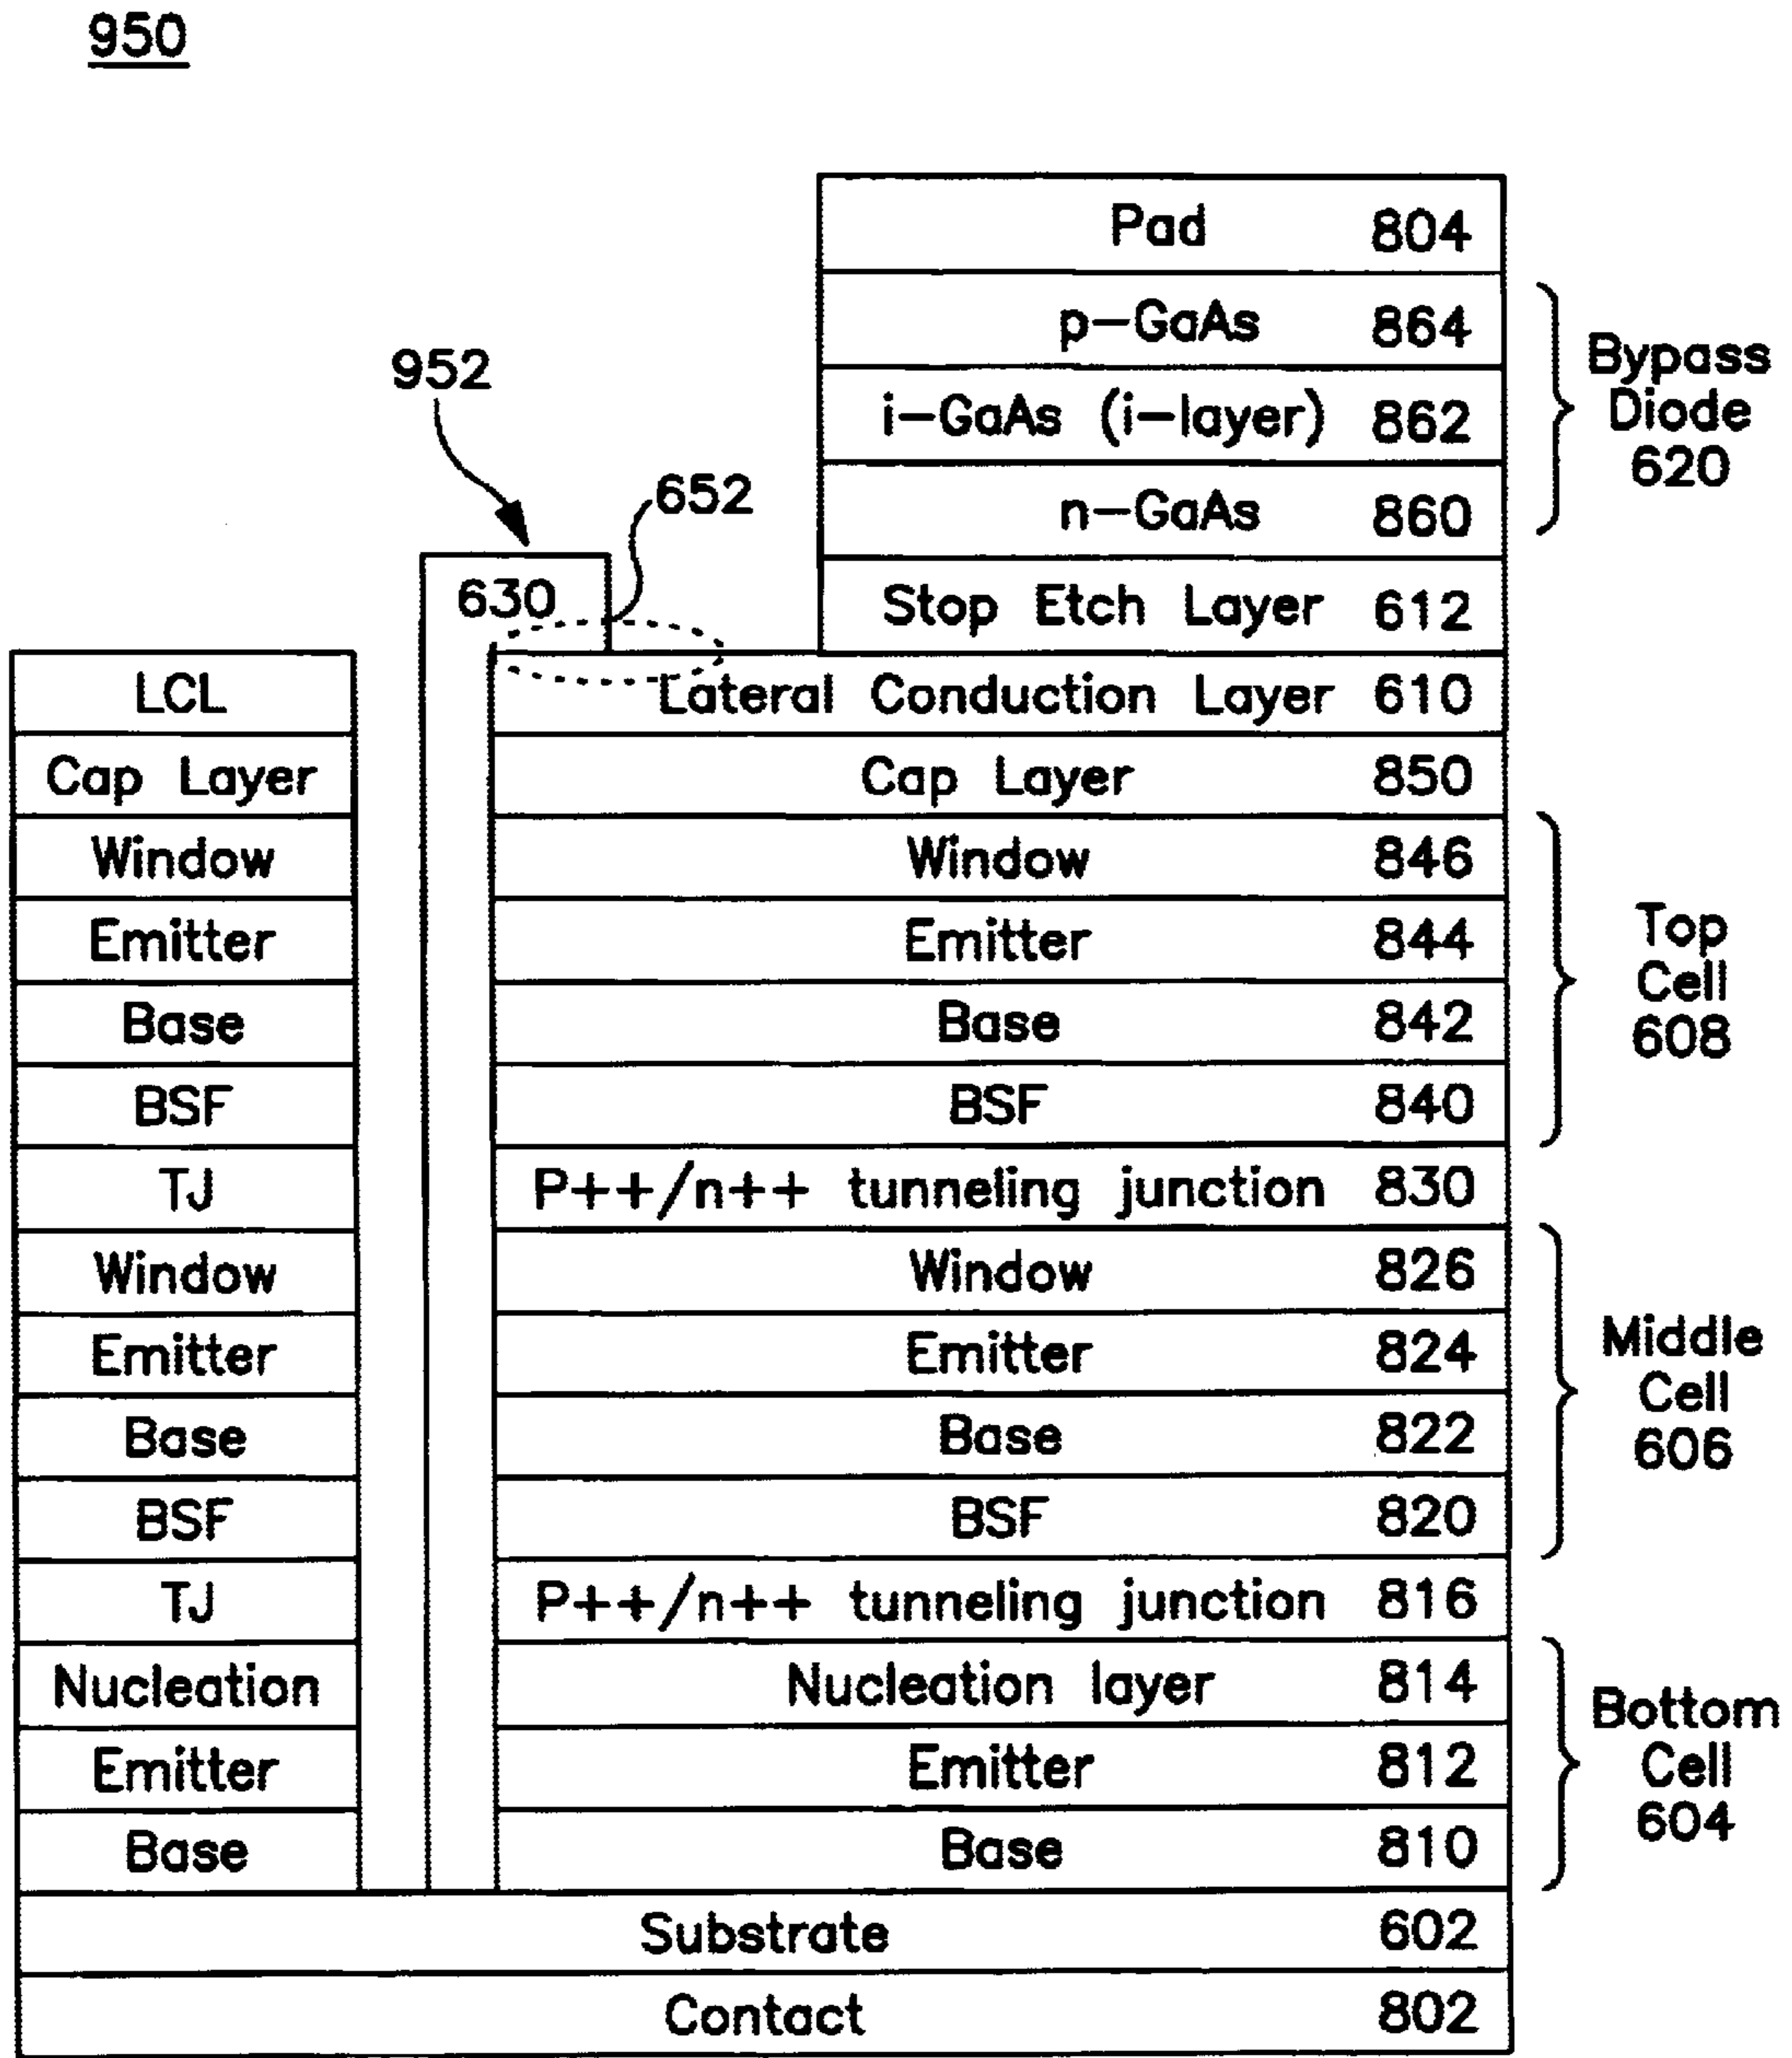 950
Pad 804
p-GaAs 864
i-GaAs (i-layer) 862
n-GaAs 860
Stop Etch Layer 612
Bypass
Diode
620
952
652
630
LCL Lateral Conduction Layer 610
Cap Layer Cap Layer 850
Window Window 846
Emitter Emitter 844
Base Base 842
BSF BSF 840
Top
Cell
608
TJ P++/n++ tunneling junction 830
Window Window 826
Emitter Emitter 824
Base Base 822
BSF BSF 820
Middle
Cell
606
TJ P++/n++ tunneling junction 816
Nucleation Nucleation layer 814
Emitter Emitter 812
Base Base 810
Bottom
Cell
604
Substrate 602
Contact 802